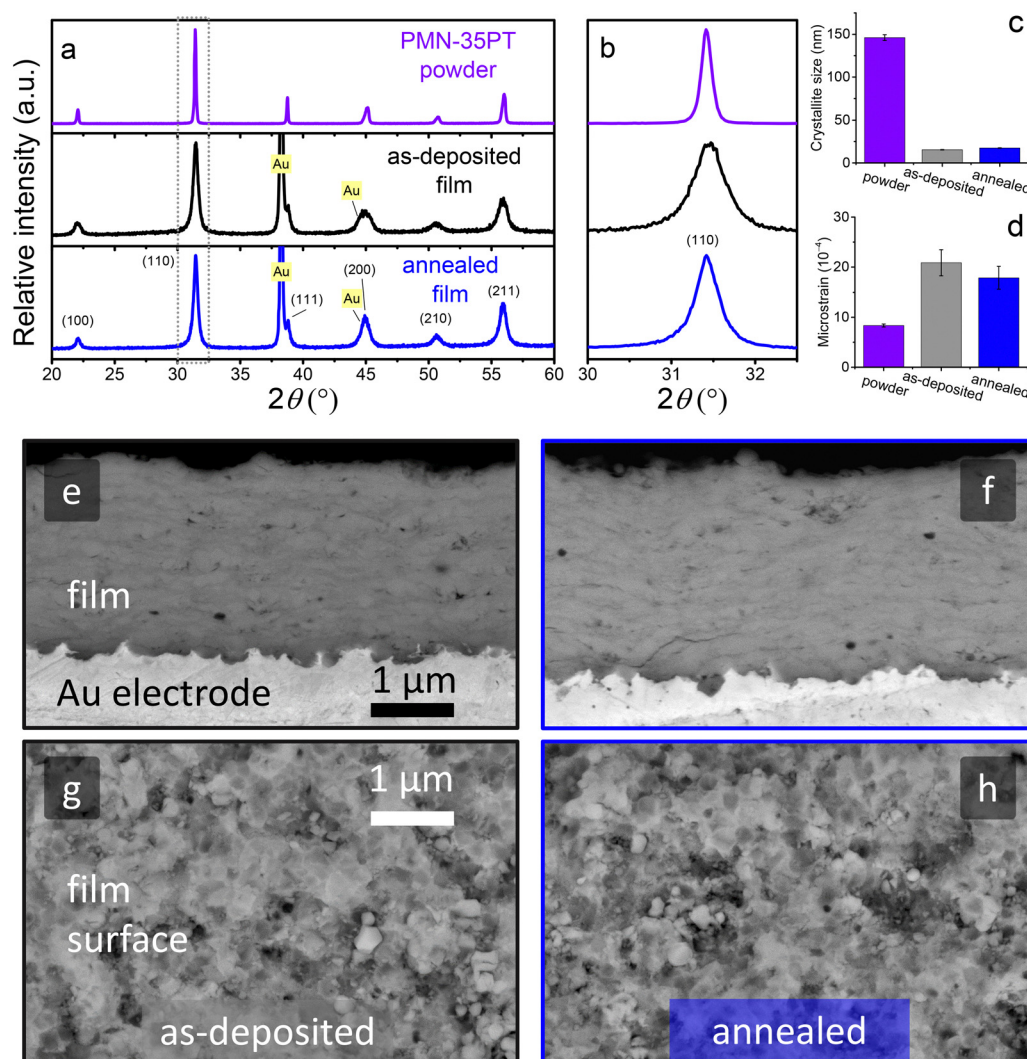 a
PMN-35PT
powder
as-deposited
film
Au
Au
annealed
film
Au
Au
(100)
(110)
(111)
(200)
(210)
(211)
Relative intensity (a.u.)
20 25 30 35 40 45 50 55 60
2θ (°)
b
(110)
30 31 32
2θ (°)
c
Crystallite size (nm)
150
100
50
0
powder
as-deposited
annealed
d
Microstrain (10⁻⁴)
30
20
10
0
powder
as-deposited
annealed
e
film
Au electrode
1 µm
f
g
1 µm
film
surface
as-deposited
h
annealed